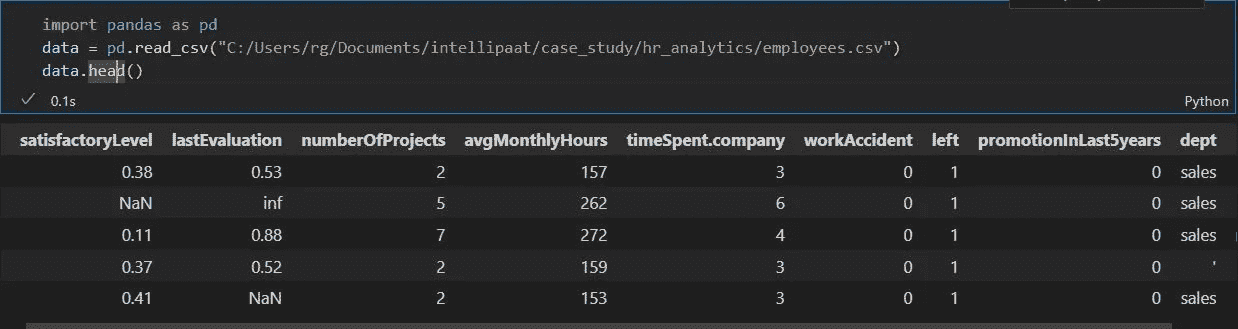 import pandas as pd
data = pd.read_csv("C:/Users/rg/Documents/intellipaat/case_study/hr_analytics/employees.csv")
data.head()
0.1s
Python
satisfactoryLevel lastEvaluation numberOfProjects avgMonthlyHours timeSpent.company workAccident left promotionInLast5years dept
0.38 0.53 2 157 3 0 1 0 sales
NaN inf 5 262 6 0 1 0 sales
0.11 0.88 7 272 4 0 1 0 sales
0.37 0.52 2 159 3 0 1 0 '
0.41 NaN 2 153 3 0 1 0 sales